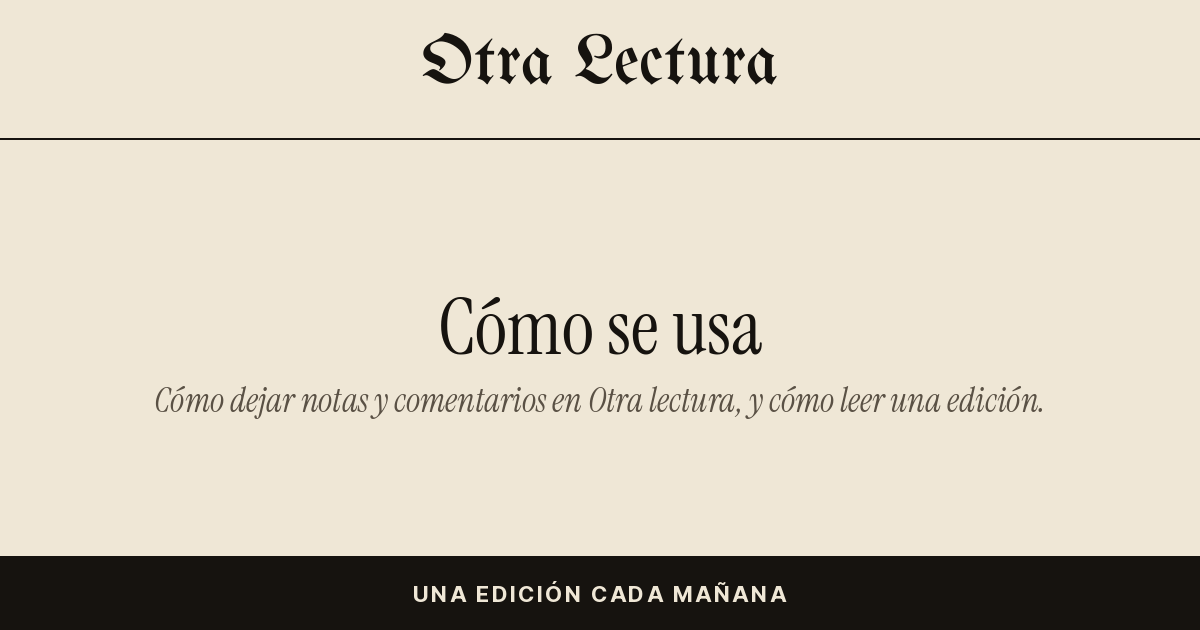 Otra Lectura
Cómo se usa
Cómo dejar notas y comentarios en Otra lectura, y cómo leer una edición.
UNA EDICIÓN CADA MAÑANA